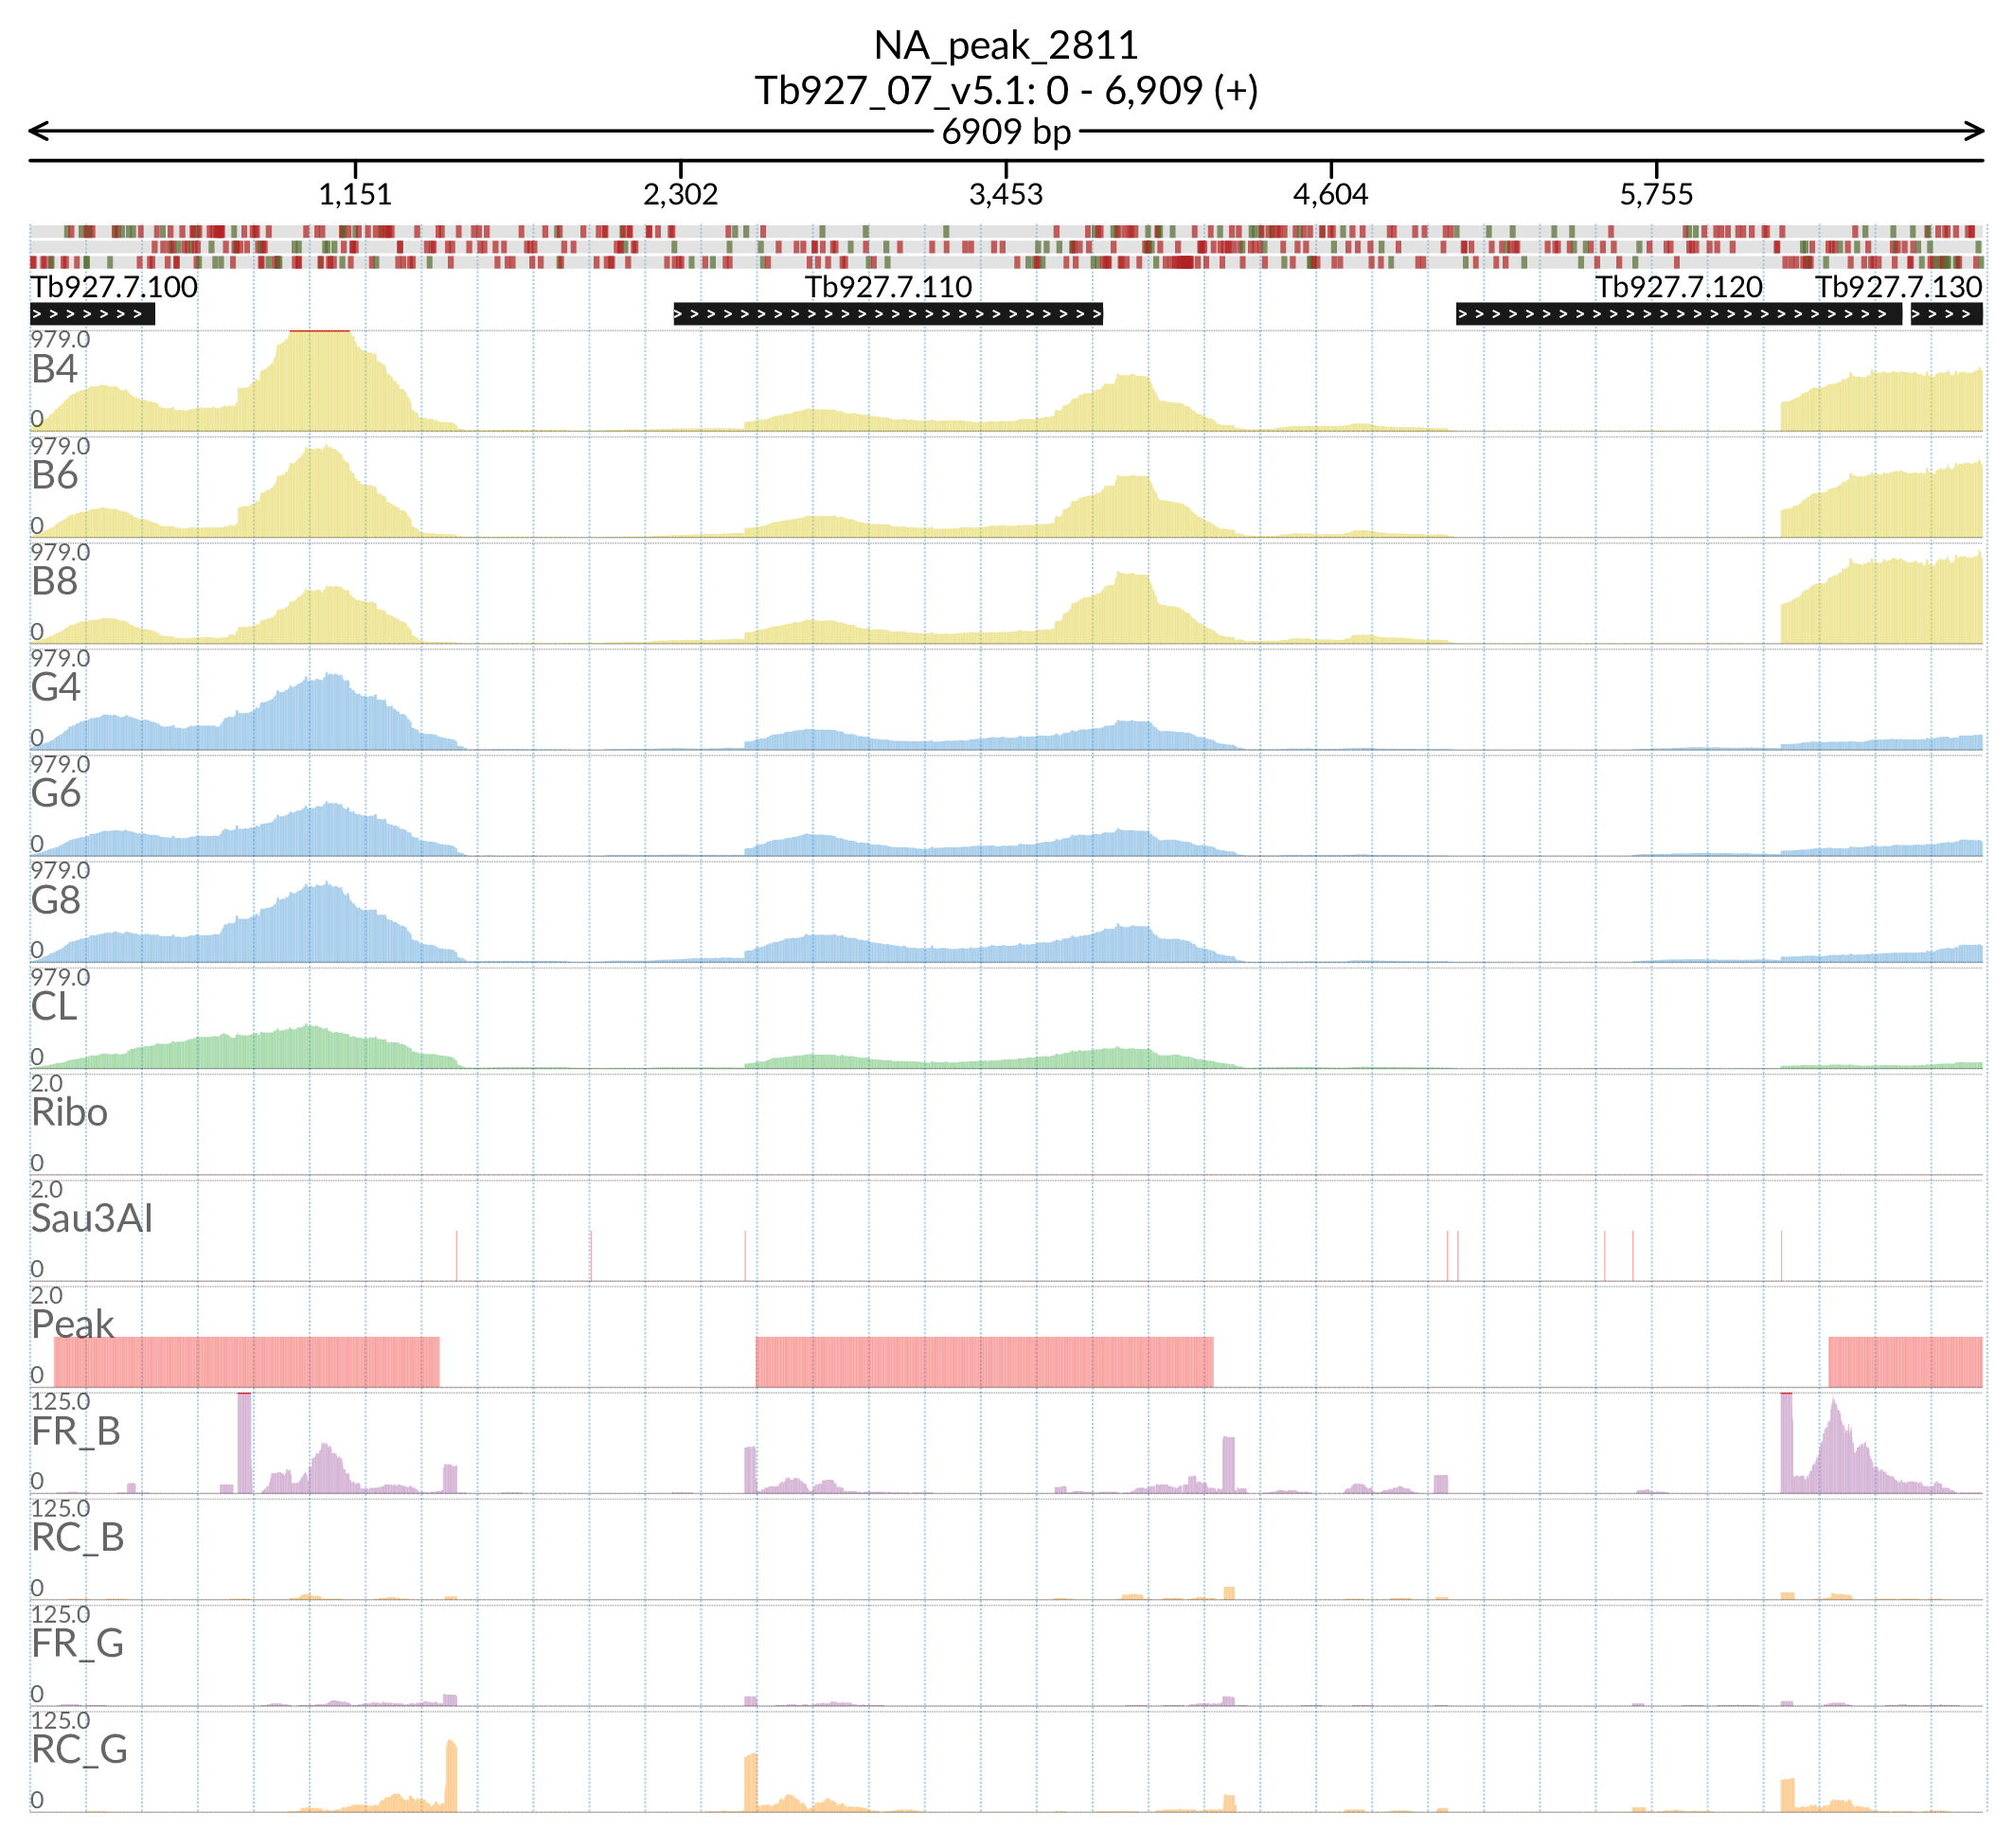 NA_peak_2811
Tb927_07_v5.1: 0 - 6,909 (+)
6909 bp
1,151 2,302 3,453 4,604 5,755
Tb927.7.100 Tb927.7.110 Tb927.7.120 Tb927.7.130
979.0
B4
0
979.0
B6
0
979.0
B8
0
979.0
G4
0
979.0
G6
0
979.0
G8
0
979.0
CL
0
2.0
Ribo
0
2.0
Sau3AI
0
2.0
Peak
0
125.0
FR_B
0
125.0
RC_B
0
125.0
FR_G
0
125.0
RC_G
0